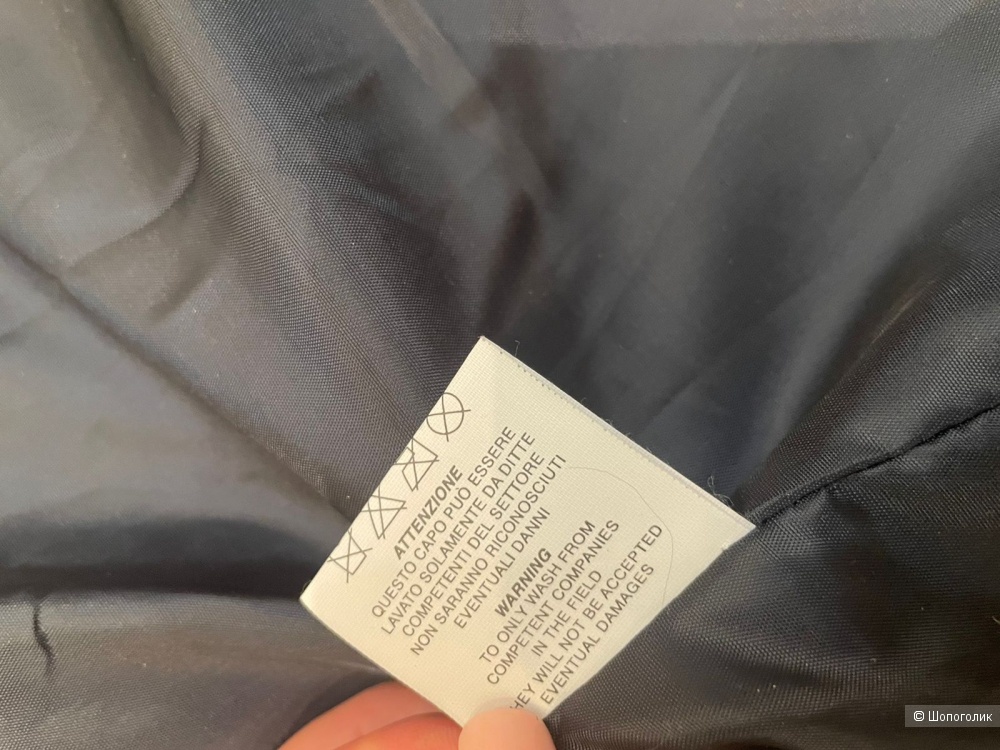 ATTENZIONE
QUESTO CAPO PUÒ ESSERE
LAVATO SOLAMENTE DA DITTE
COMPETENTI DEL SETTORE
NON SARANNO RICONOSCIUTI
EVENTUALI DANNI
WARNING
TO ONLY WASH FROM
COMPETENT COMPANIES
IN THE FIELD
HEY WILL NOT BE ACCEPTED
EVENTUAL DAMAGES
© Шопоголик